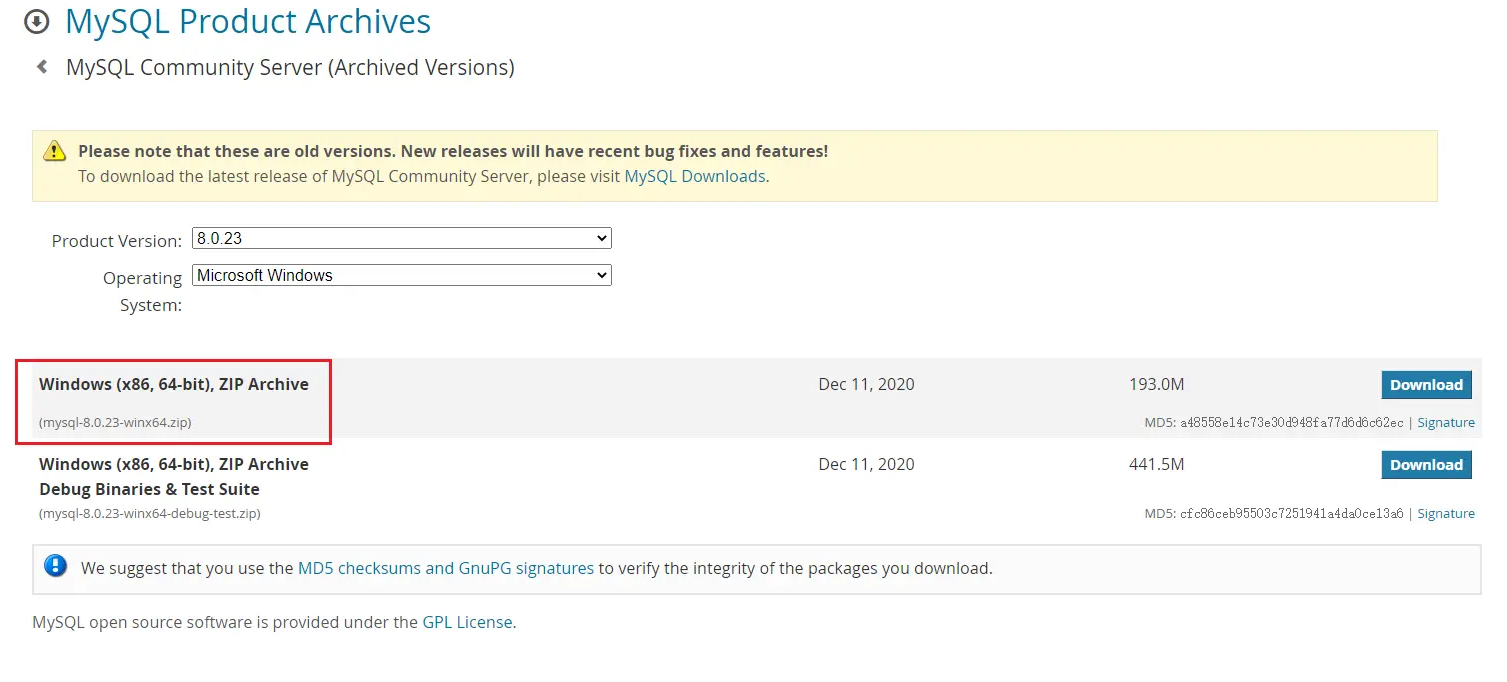 MySQL Product Archives
MySQL Community Server (Archived Versions)
Please note that these are old versions. New releases will have recent bug fixes and features!
To download the latest release of MySQL Community Server, please visit MySQL Downloads.
Product Version: 8.0.23
Operating System: Microsoft Windows
Windows (x86, 64-bit), ZIP Archive Dec 11, 2020 193.0M Download
(mysql-8.0.23-winx64.zip) MD5: a48558e14c73e30d948fa77d6d6c62ec | Signature
Windows (x86, 64-bit), ZIP Archive Dec 11, 2020 441.5M Download
Debug Binaries & Test Suite
(mysql-8.0.23-winx64-debug-test.zip) MD5: cfc86ceb95503c7251941a4da0ce13a6 | Signature
We suggest that you use the MD5 checksums and GnuPG signatures to verify the integrity of the packages you download.
MySQL open source software is provided under the GPL License.